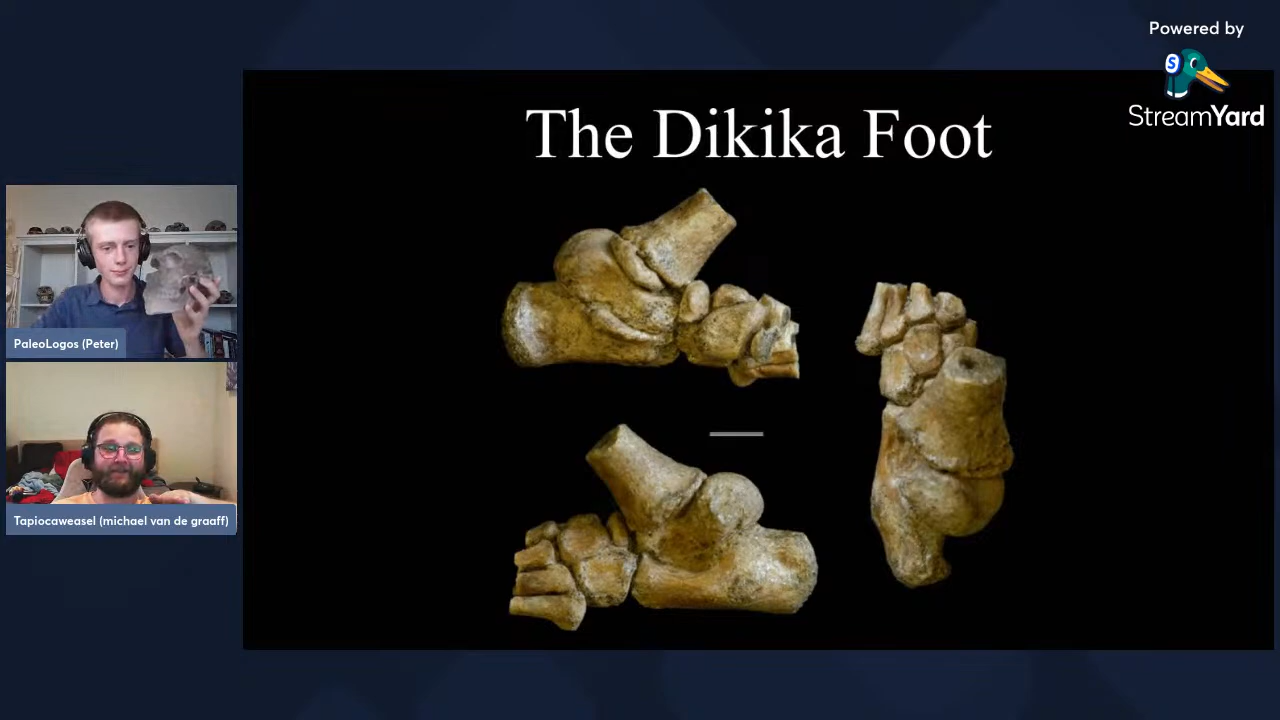 Powered by
S
StreamYard
The Dikika Foot
PaleoLogos (Peter)
Tapiocaweasel (michael van de graaff)